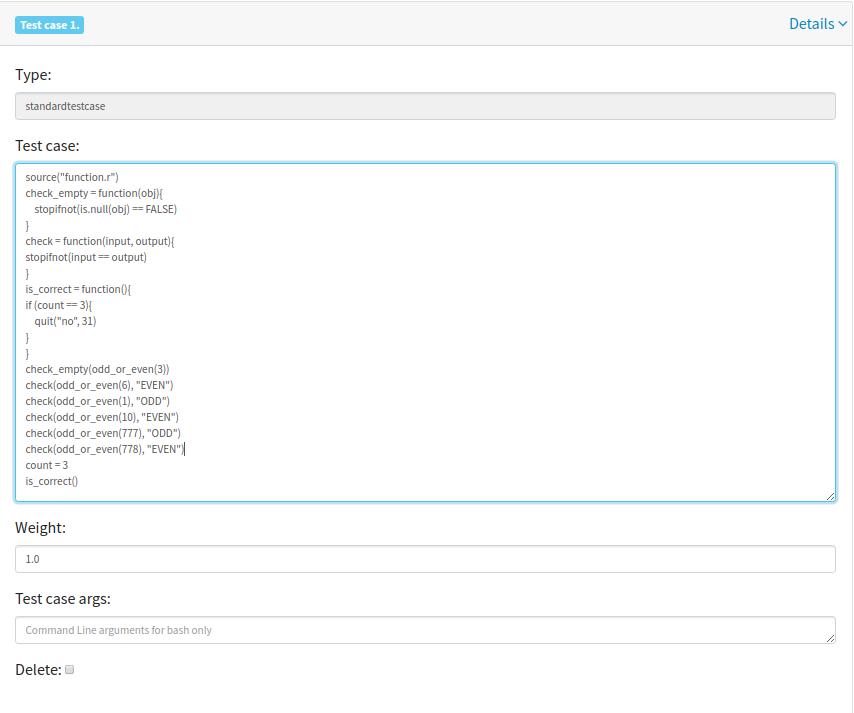 Test case 1.
Details
Type:
standardtestcase
Test case:
source("function.r")
check_empty = function(obj){
    stopifnot(is.null(obj) == FALSE)
}
check = function(input, output){
stopifnot(input == output)
}
is_correct = function(){
if (count == 3){
    quit("no", 31)
}
}
check_empty(odd_or_even(3))
check(odd_or_even(6), "EVEN")
check(odd_or_even(1), "ODD")
check(odd_or_even(10), "EVEN")
check(odd_or_even(777), "ODD")
check(odd_or_even(778), "EVEN")
count = 3
is_correct()
Weight:
1.0
Test case args:
Command Line arguments for bash only
Delete: